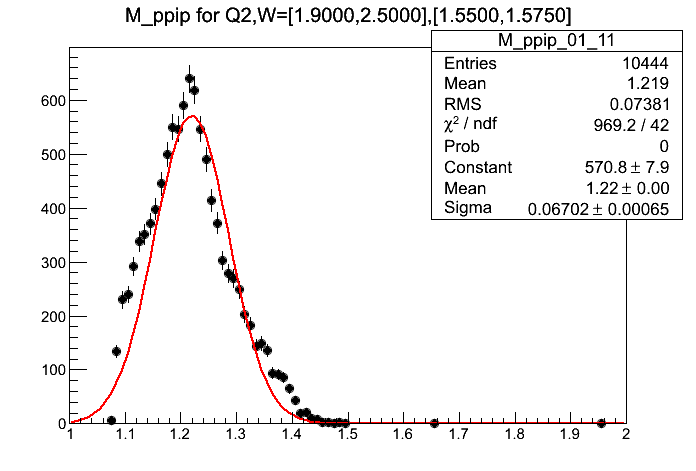 M_ppip for Q2,W=[1.9000,2.5000],[1.5500,1.5750]
M_ppip_01_11
Entries 10444
Mean 1.219
RMS 0.07381
χ² / ndf 969.2 / 42
Prob 0
Constant 570.8 ± 7.9
Mean 1.22 ± 0.00
Sigma 0.06702 ± 0.00065
600
500
400
300
200
100
0
1 1.1 1.2 1.3 1.4 1.5 1.6 1.7 1.8 1.9 2